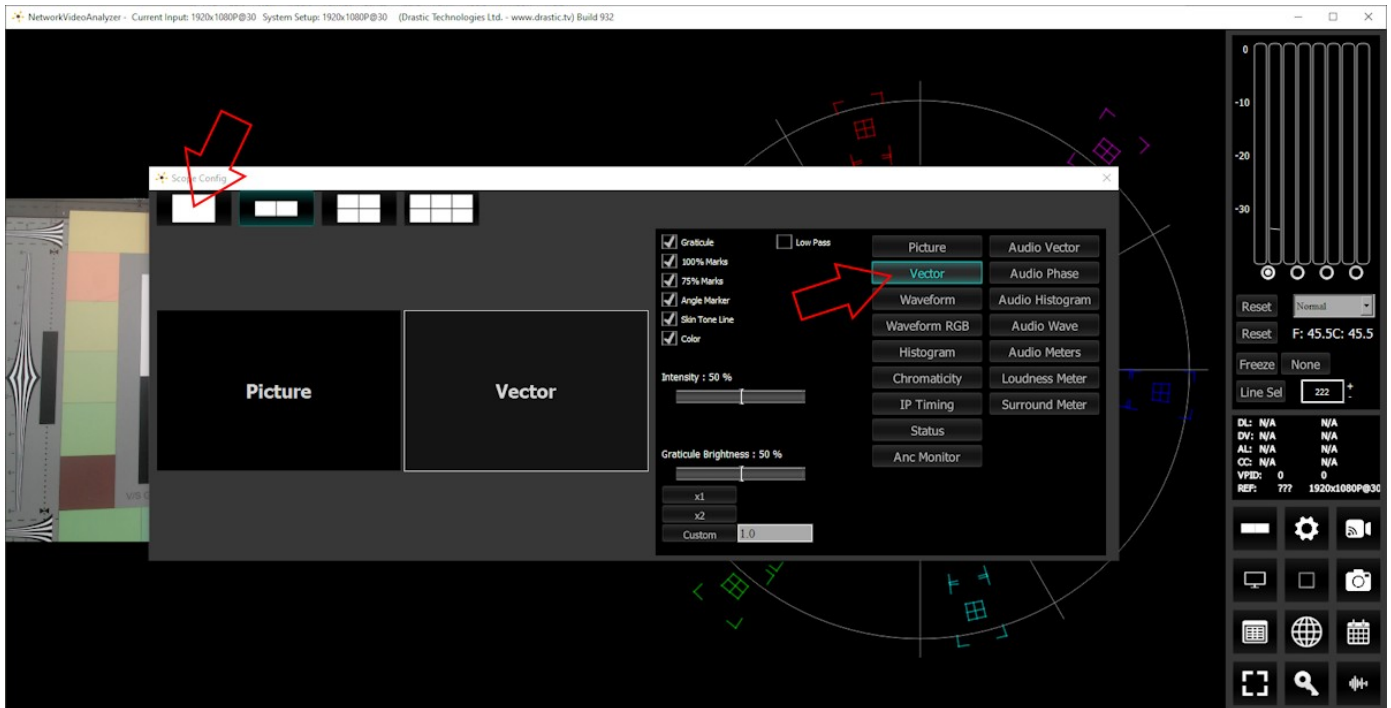 NetworkVideoAnalyzer - Current Input: 1920x1080P@30 System Setup: 1920x1080P@30 (Drastic Technologies Ltd. - www.drastic.tv) Build 932
Scope Config
Picture
Vector
Graticule
Low Pass
100% Marks
75% Marks
Angle Marker
Skin Tone Line
Color
Intensity : 50 %
Graticule Brightness : 50 %
x1
x2
Custom 1.0
Picture Audio Vector
Vector Audio Phase
Waveform Audio Histogram
Waveform RGB Audio Wave
Histogram Audio Meters
Chromaticity Loudness Meter
IP Timing Surround Meter
Status
Anc Monitor
0
-10
-20
-30
Reset Normal
Reset F: 45.5C: 45.5
Freeze None
Line Sel 222 + -
DL: N/A N/A
DV: N/A N/A
AL: N/A N/A
CC: N/A N/A
VPID: 0 0
REF: ??? 1920x1080P@30